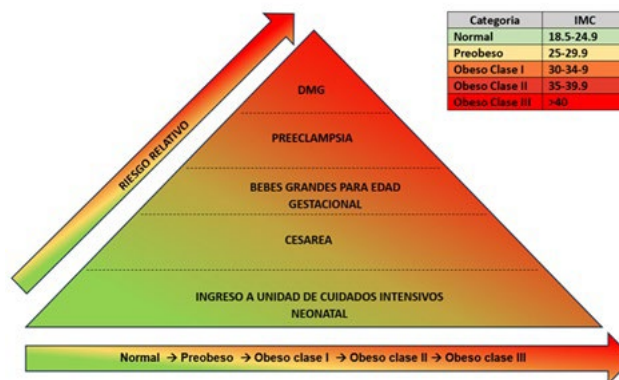 Categoria IMC
Normal 18.5-24.9
Preobeso 25-29.9
Obeso Clase I 30-34-9
Obeso Clase II 35-39.9
Obeso Clase III >40
RIESGO RELATIVO
DMG
PREECLAMPSIA
BEBES GRANDES PARA EDAD
GESTACIONAL
CESAREA
INGRESO A UNIDAD DE CUIDADOS INTENSIVOS
NEONATAL
Normal → Preobeso → Obeso clase I → Obeso clase II → Obeso clase III